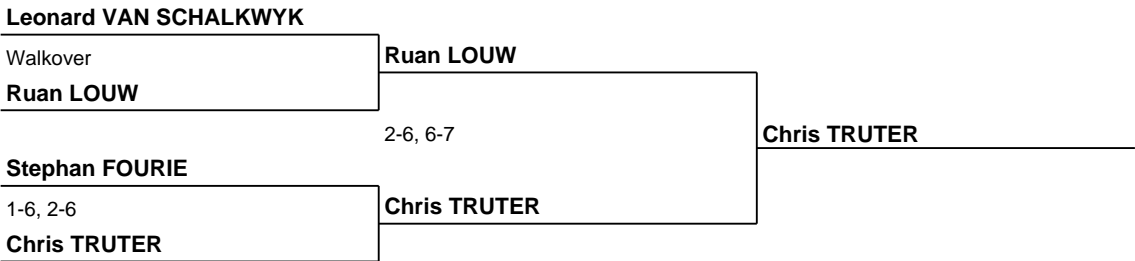 Leonard VAN SCHALKWYK
Walkover
Ruan LOUW
Ruan LOUW
2-6, 6-7
Chris TRUTER
Stephan FOURIE
1-6, 2-6
Chris TRUTER
Chris TRUTER